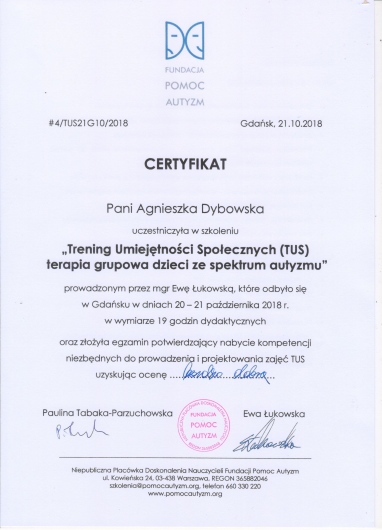 FUNDACJA
POMOC
AUTYZM
#4/TUS21G10/2018
Gdańsk, 21.10.2018
CERTYFIKAT
Pani Agnieszka Dybowska
uczestniczyła w szkoleniu
„Trening Umiejętności Społecznych (TUS)
terapia grupowa dzieci ze spektrum autyzmu"
prowadzonym przez mgr Ewę Łukowską, które odbyło się
w Gdańsku w dniach 20 – 21 października 2018 r.
w wymiarze 19 godzin dydaktycznych
oraz złożyła egzamin potwierdzający nabycie kompetencji
niezbędnych do prowadzenia i projektowania zajęć TUS
uzyskując ocenę .....bardzo...dobrą...
Paulina Tabaka-Parzuchowska
Ewa Łukowska
FUNDACJA
POMOC
AUTYZM
Niepubliczna Placówka Doskonalenia Nauczycieli Fundacji Pomoc Autyzm
ul. Kowieńska 24, 03-438 Warszawa, REGON 365882046
szkolenia@pomocautyzm.org, telefon 660 330 220
www.pomocautyzm.org